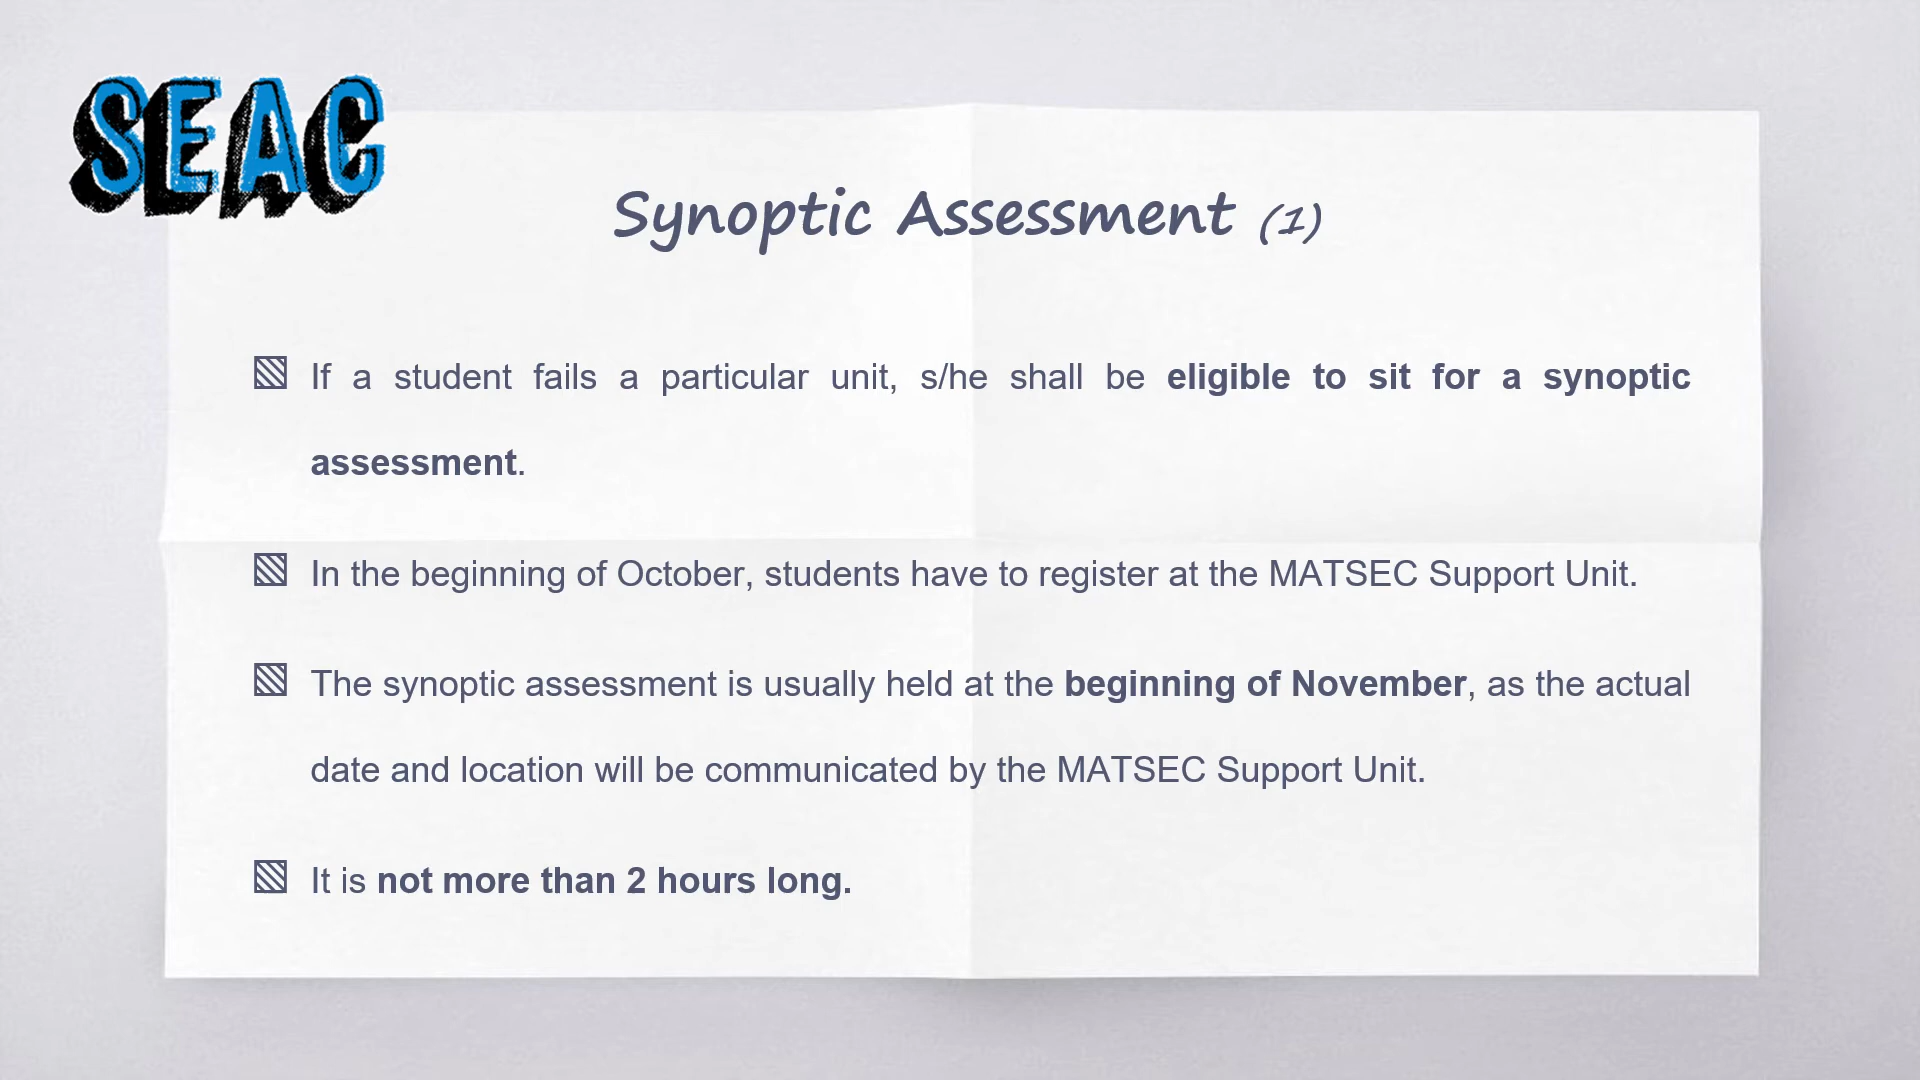 SEAC
Synoptic Assessment (1)
If a student fails a particular unit, s/he shall be eligible to sit for a synoptic
assessment.
In the beginning of October, students have to register at the MATSEC Support Unit.
The synoptic assessment is usually held at the beginning of November, as the actual
date and location will be communicated by the MATSEC Support Unit.
It is not more than 2 hours long.